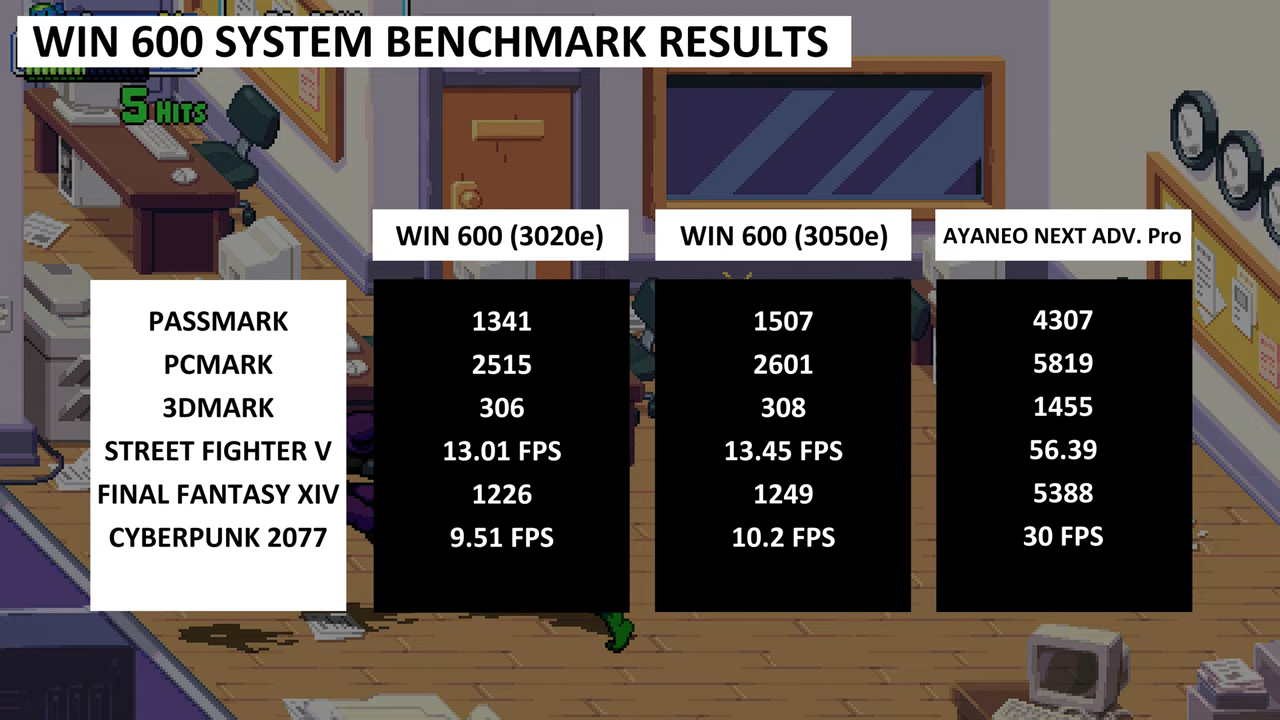 WIN 600 SYSTEM BENCHMARK RESULTS
5 HITS
WIN 600 (3020e) WIN 600 (3050e) AYANEO NEXT ADV. Pro
PASSMARK 1341 1507 4307
PCMARK 2515 2601 5819
3DMARK 306 308 1455
STREET FIGHTER V 13.01 FPS 13.45 FPS 56.39
FINAL FANTASY XIV 1226 1249 5388
CYBERPUNK 2077 9.51 FPS 10.2 FPS 30 FPS